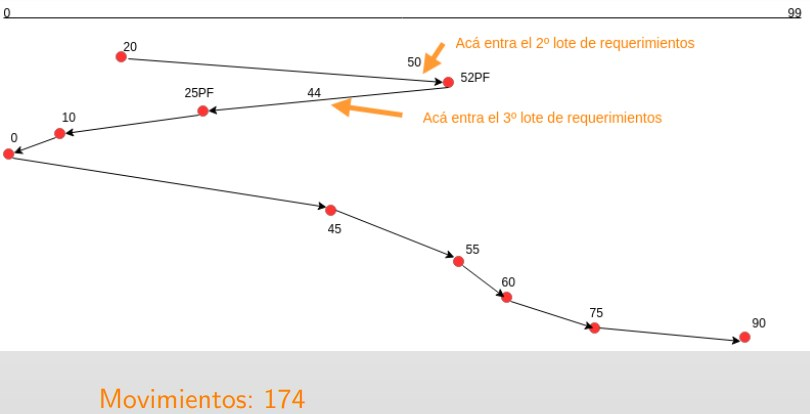 0
99
20
Acá entra el 2º lote de requerimientos
50
52PF
25PF
44
Acá entra el 3º lote de requerimientos
10
0
45
55
60
75
90
Movimientos: 174